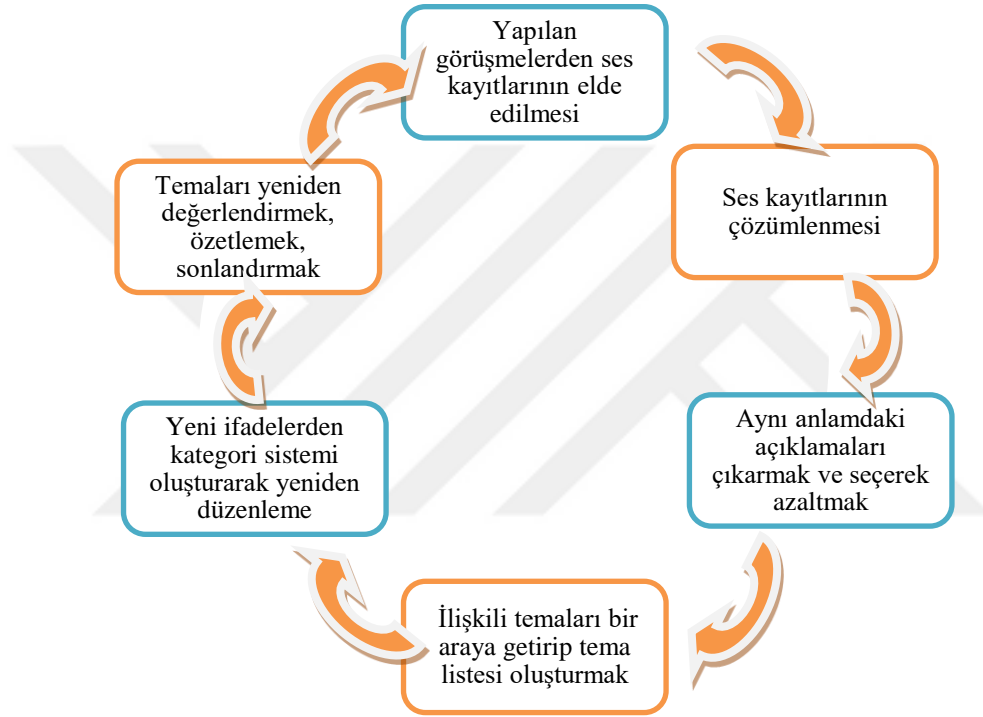 Yapılan
görüşmelerden ses
kayıtlarının elde
edilmesi
Ses kayıtlarının
çözümlenmesi
Aynı anlamdaki
açıklamaları
çıkarmak ve seçerek
azaltmak
İlişkili temaları bir
araya getirip tema
listesi oluşturmak
Yeni ifadelerden
kategori sistemi
oluşturarak yeniden
düzenleme
Temaları yeniden
değerlendirmek,
özetlemek,
sonlandırmak